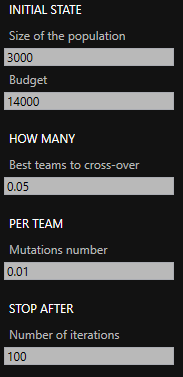 INITIAL STATE
Size of the population
3000
Budget
14000
HOW MANY
Best teams to cross-over
0.05
PER TEAM
Mutations number
0.01
STOP AFTER
Number of iterations
100